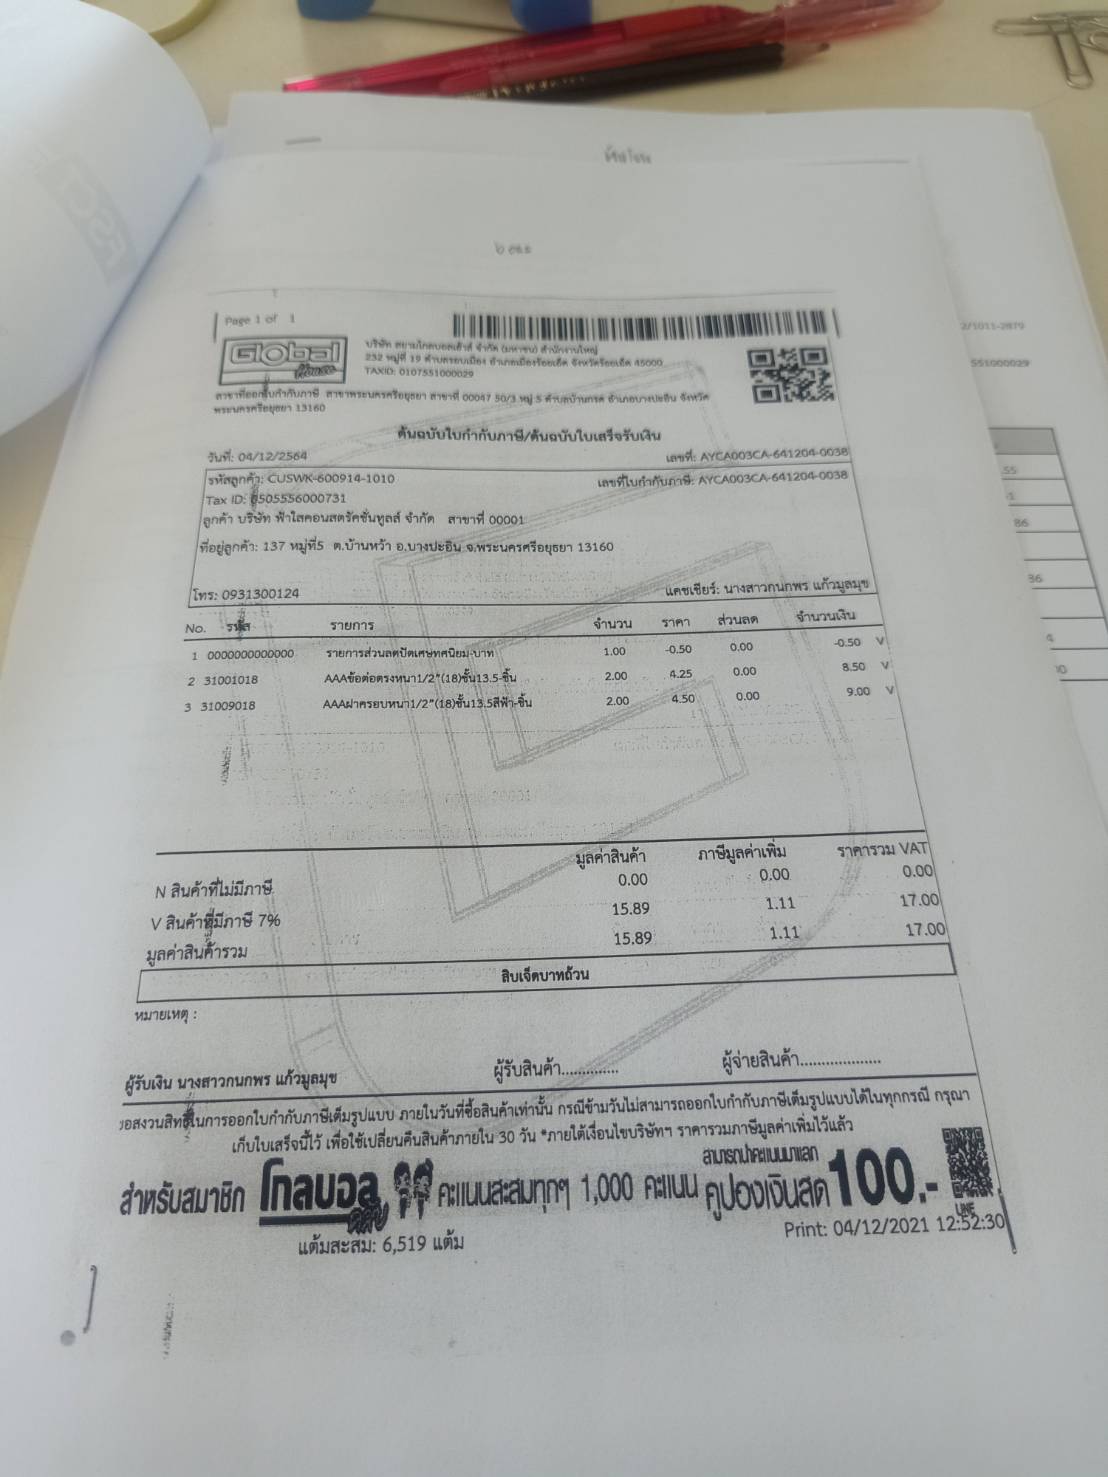 Page 1 of 1
Global House
บริษัท สยามโกลบอลเฮ้าส์ จำกัด (มหาชน) สำนักงานใหญ่
232 หมู่ที่ 19 ตำบลรอบเมือง อำเภอเมืองร้อยเอ็ด จังหวัดร้อยเอ็ด 45000
TAXID: 0107551000029
สาขาที่ออกใบกำกับภาษี สาขาพระนครศรีอยุธยา สาขาที่ 00047 50/3 หมู่ 5 ตำบลบ้านกรด อำเภอบางปะอิน จังหวัด
พระนครศรีอยุธยา 13160
ต้นฉบับใบกำกับภาษี/ต้นฉบับใบเสร็จรับเงิน
วันที่: 04/12/2564 เลขที่: AYCA003CA-641204-0038
รหัสลูกค้า: CUSWK-600914-1010 เลขที่ใบกำกับภาษี: AYCA003CA-641204-0038
Tax ID: 0505556000731
ลูกค้า บริษัท ฟ้าใสคอนสตรัคชั่นทูลส์ จำกัด สาขาที่ 00001
ที่อยู่ลูกค้า: 137 หมู่ที่5 ต.บ้านหว้า อ.บางปะอิน จ.พระนครศรีอยุธยา 13160
โทร: 0931300124 แคชเชียร์: นางสาวกนกพร แก้วมูลมุข
No. รหัส รายการ จำนวน ราคา ส่วนลด จำนวนเงิน
1 0000000000000 รายการส่วนลดปัดเศษทศนิยม-บาท 1.00 -0.50 0.00 -0.50 V
2 31001018 AAAข้อต่อตรงหนา1/2"(18)ชั้น13.5-ชิ้น 2.00 4.25 0.00 8.50 V
3 31009018 AAAฝาครอบหนา1/2"(18)ชั้น13.5สีฟ้า-ชิ้น 2.00 4.50 0.00 9.00 V
มูลค่าสินค้า ภาษีมูลค่าเพิ่ม ราคารวม VAT
N สินค้าที่ไม่มีภาษี 0.00 0.00 0.00
V สินค้าที่มีภาษี 7% 15.89 1.11 17.00
มูลค่าสินค้ารวม 15.89 1.11 17.00
สิบเจ็ดบาทถ้วน
หมายเหตุ :
ผู้รับเงิน นางสาวกนกพร แก้วมูลมุข ผู้รับสินค้า............. ผู้จ่ายสินค้า...................
ขอสงวนสิทธิ์ในการออกใบกำกับภาษีเต็มรูปแบบ ภายในวันที่ซื้อสินค้าเท่านั้น กรณีข้ามวันไม่สามารถออกใบกำกับภาษีเต็มรูปแบบได้ในทุกกรณี กรุณา
เก็บใบเสร็จนี้ไว้ เพื่อใช้เปลี่ยนคืนสินค้าภายใน 30 วัน *ภายใต้เงื่อนไขบริษัทฯ ราคารวมภาษีมูลค่าเพิ่มไว้แล้ว
สำหรับสมาชิก โกลบอล คลับ คะแนนสะสมทุกๆ 1,000 คะแนน สามารถนำคะแนนมาแลก คูปองเงินสด 100.-
LINE
แต้มสะสม: 6,519 แต้ม Print: 04/12/2021 12:52:30
2/1011-2879
551000029